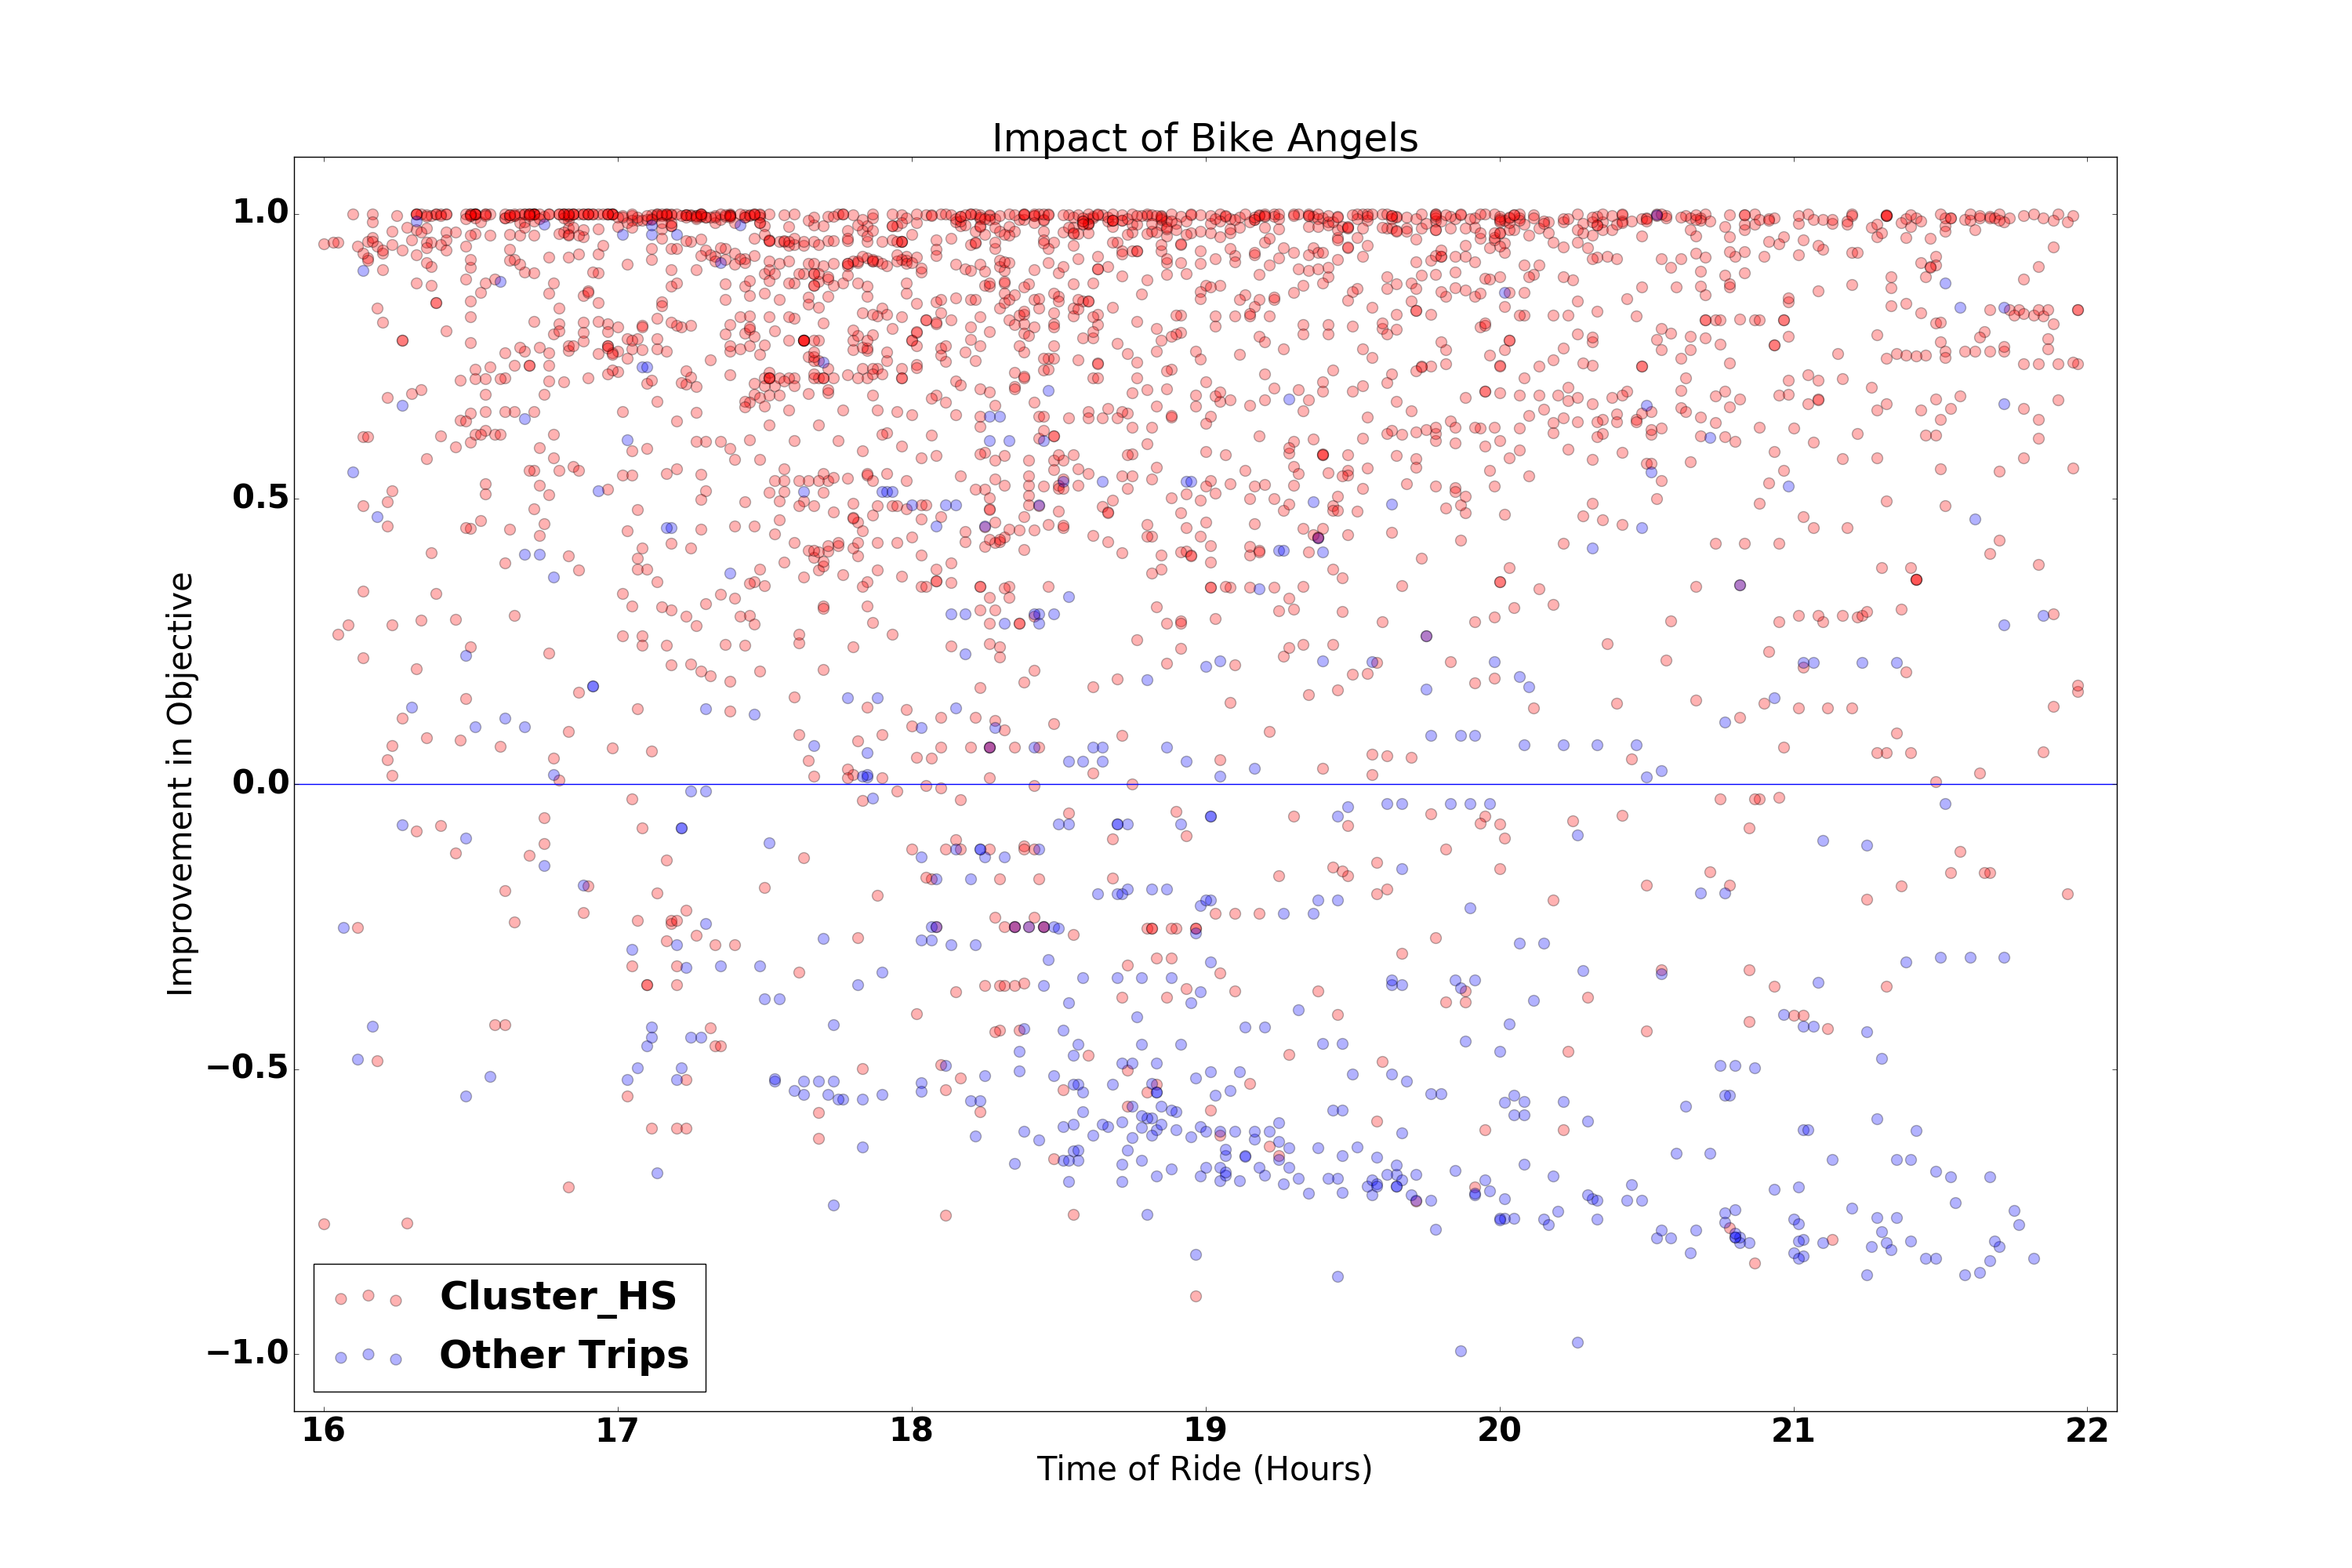 Impact of Bike Angels
Improvement in Objective
1.0
0.5
0.0
−0.5
−1.0
Cluster_HS
Other Trips
16 17 18 19 20 21 22
Time of Ride (Hours)